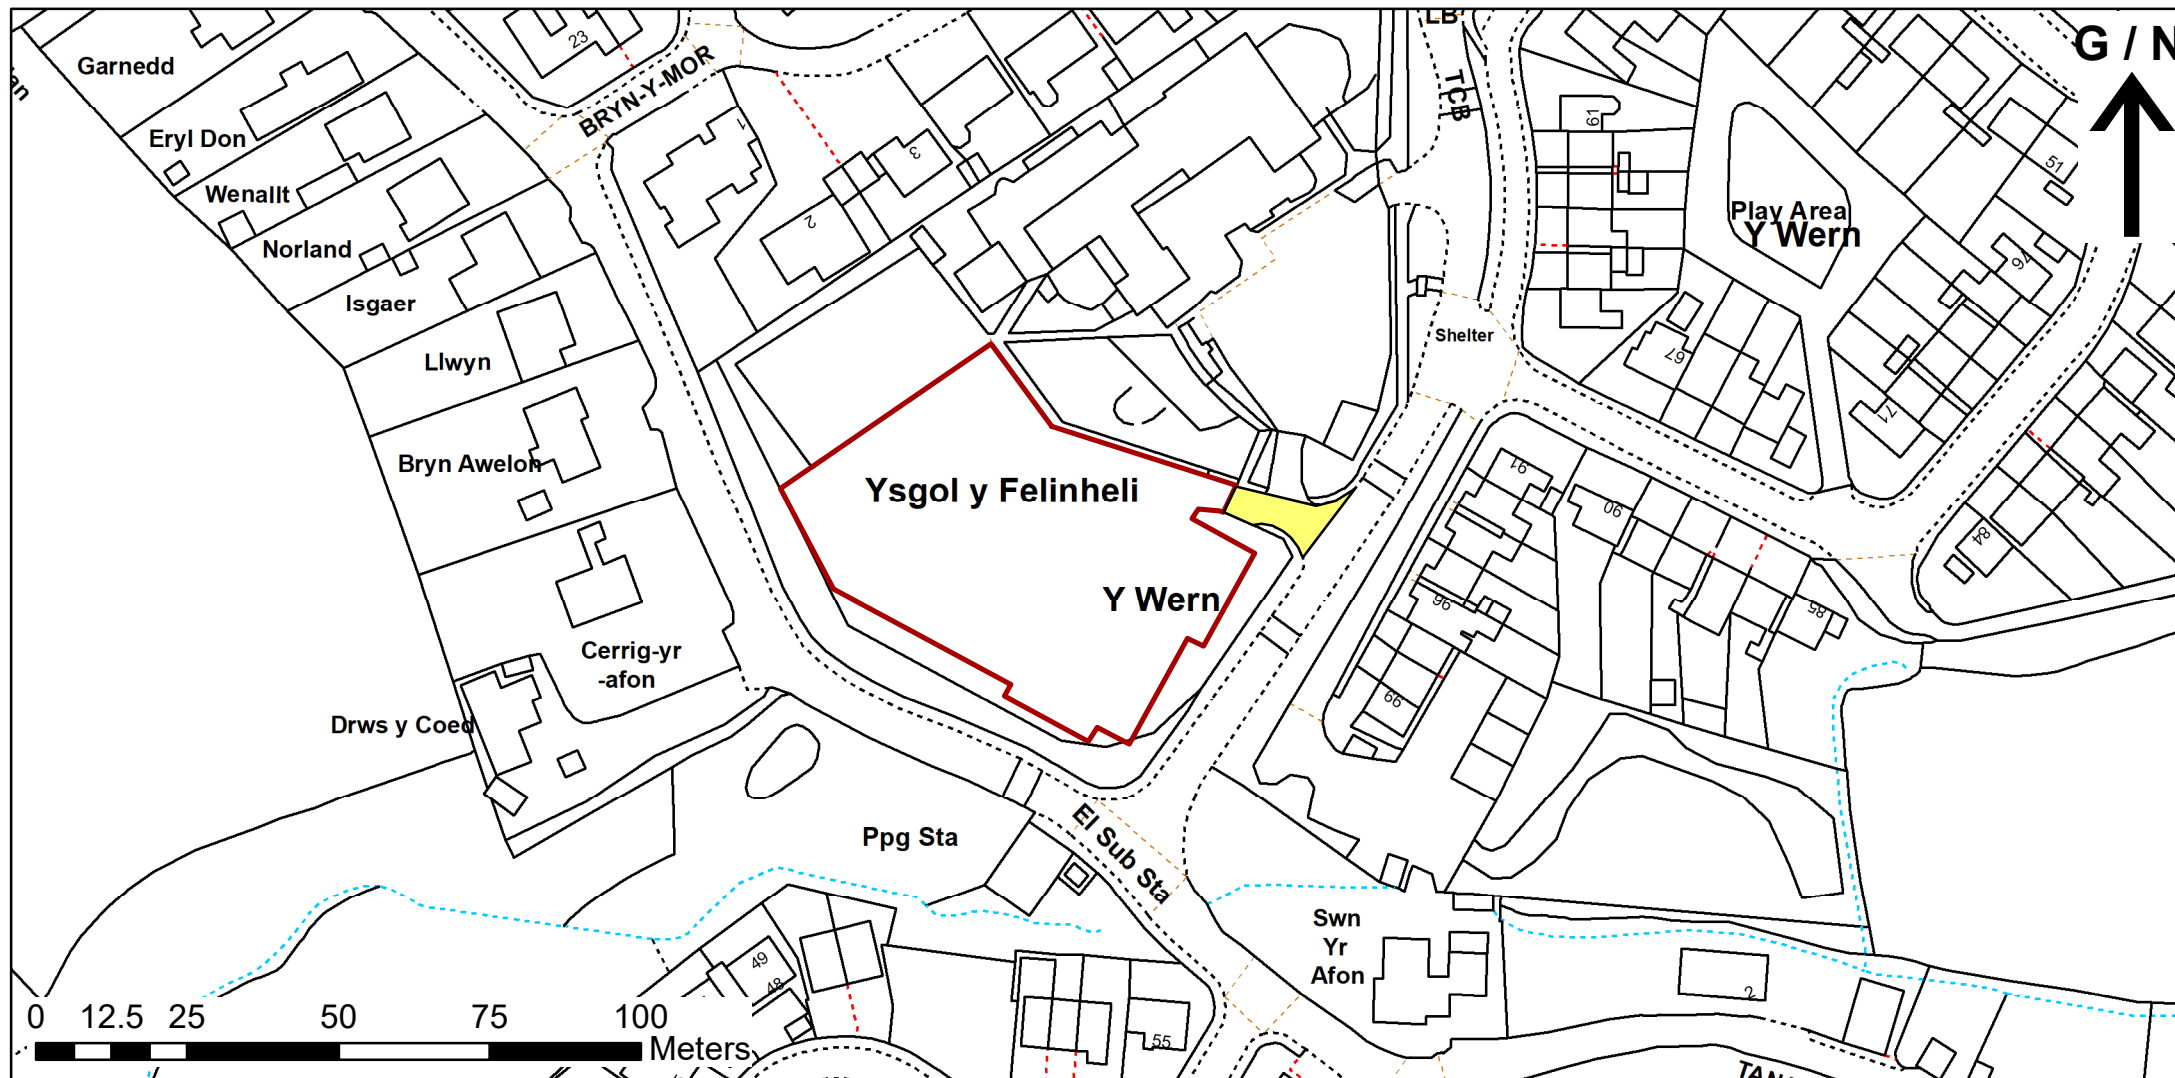 LB
G / N
Garnedd
23
BRYN-Y-MOR
TCB
61
51
Eryl Don
1
3
Wenallt
2
Play Area
Y Wern
Norland
76
Isgaer
Shelter
Llwyn
67
71
Bryn Awelon
Ysgol y Felinheli
91
90
84
Y Wern
96
85
Cerrig-yr
-afon
99
Drws y Coed
Ppg Sta
El Sub Sta
Swn
Yr
Afon
49
48
2
0 12.5 25 50 75 100
Meters
55